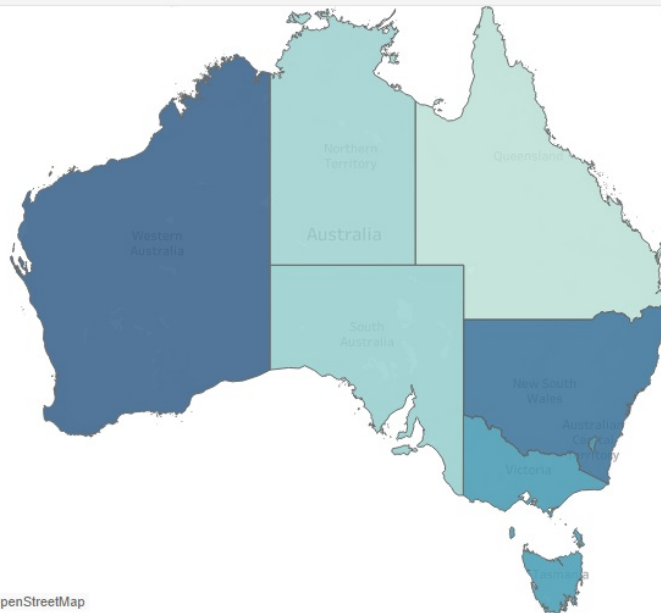 Northern
Territory
Queensland
Western
Australia
Australia
South
Australia
New South
Wales
Australian
Capital
Territory
Victoria
Tasmania
penStreetMap